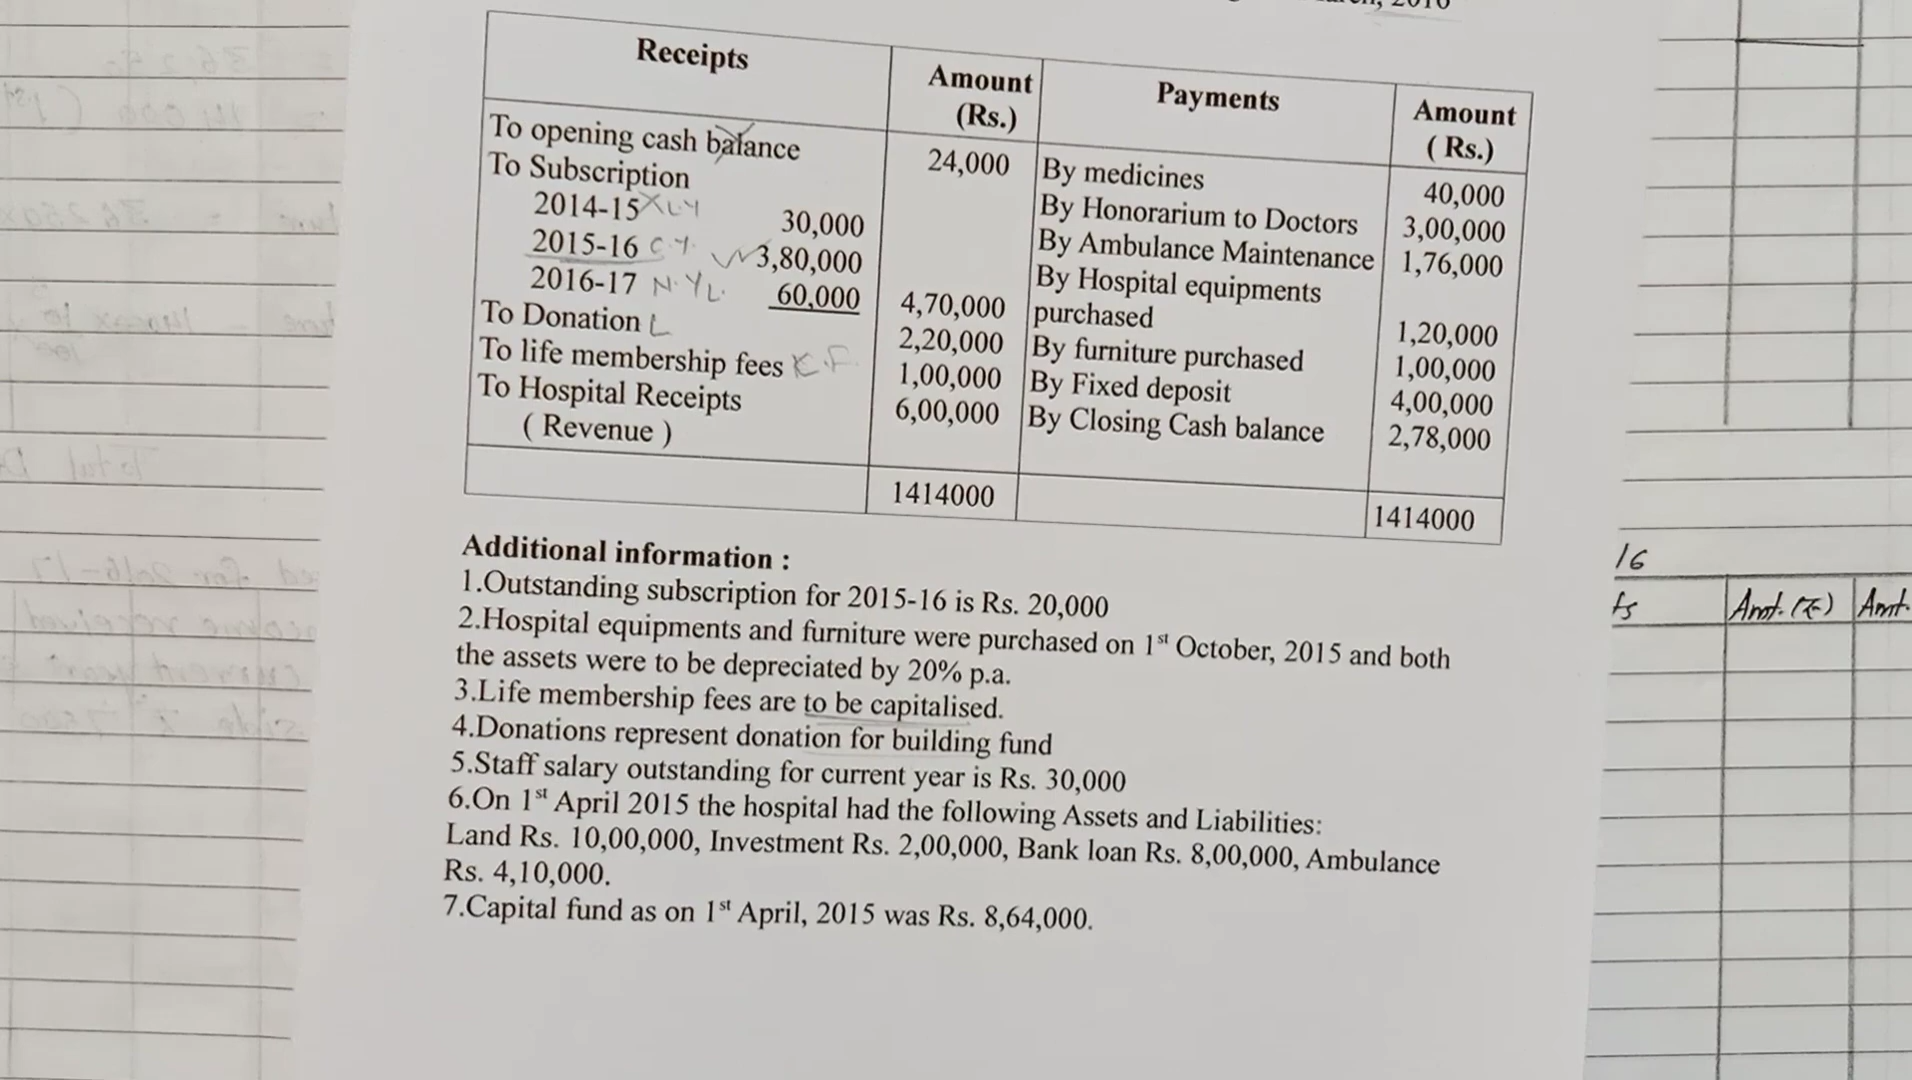 Receipts Amount (Rs.) Payments Amount ( Rs.)
To opening cash balance 24,000 By medicines 40,000
To Subscription By Honorarium to Doctors 3,00,000
2014-15 XLY 30,000 By Ambulance Maintenance 1,76,000
2015-16 C.Y. 3,80,000 By Hospital equipments
2016-17 N.Y.L. 60,000 4,70,000 purchased 1,20,000
To Donation L 2,20,000 By furniture purchased 1,00,000
To life membership fees 1,00,000 By Fixed deposit 4,00,000
To Hospital Receipts 6,00,000 By Closing Cash balance 2,78,000
( Revenue )
1414000 1414000
Additional information :
1.Outstanding subscription for 2015-16 is Rs. 20,000
2.Hospital equipments and furniture were purchased on 1st October, 2015 and both
the assets were to be depreciated by 20% p.a.
3.Life membership fees are to be capitalised.
4.Donations represent donation for building fund
5.Staff salary outstanding for current year is Rs. 30,000
6.On 1st April 2015 the hospital had the following Assets and Liabilities:
Land Rs. 10,00,000, Investment Rs. 2,00,000, Bank loan Rs. 8,00,000, Ambulance
Rs. 4,10,000.
7.Capital fund as on 1st April, 2015 was Rs. 8,64,000.
16
ts Amt. (₹) Amt.